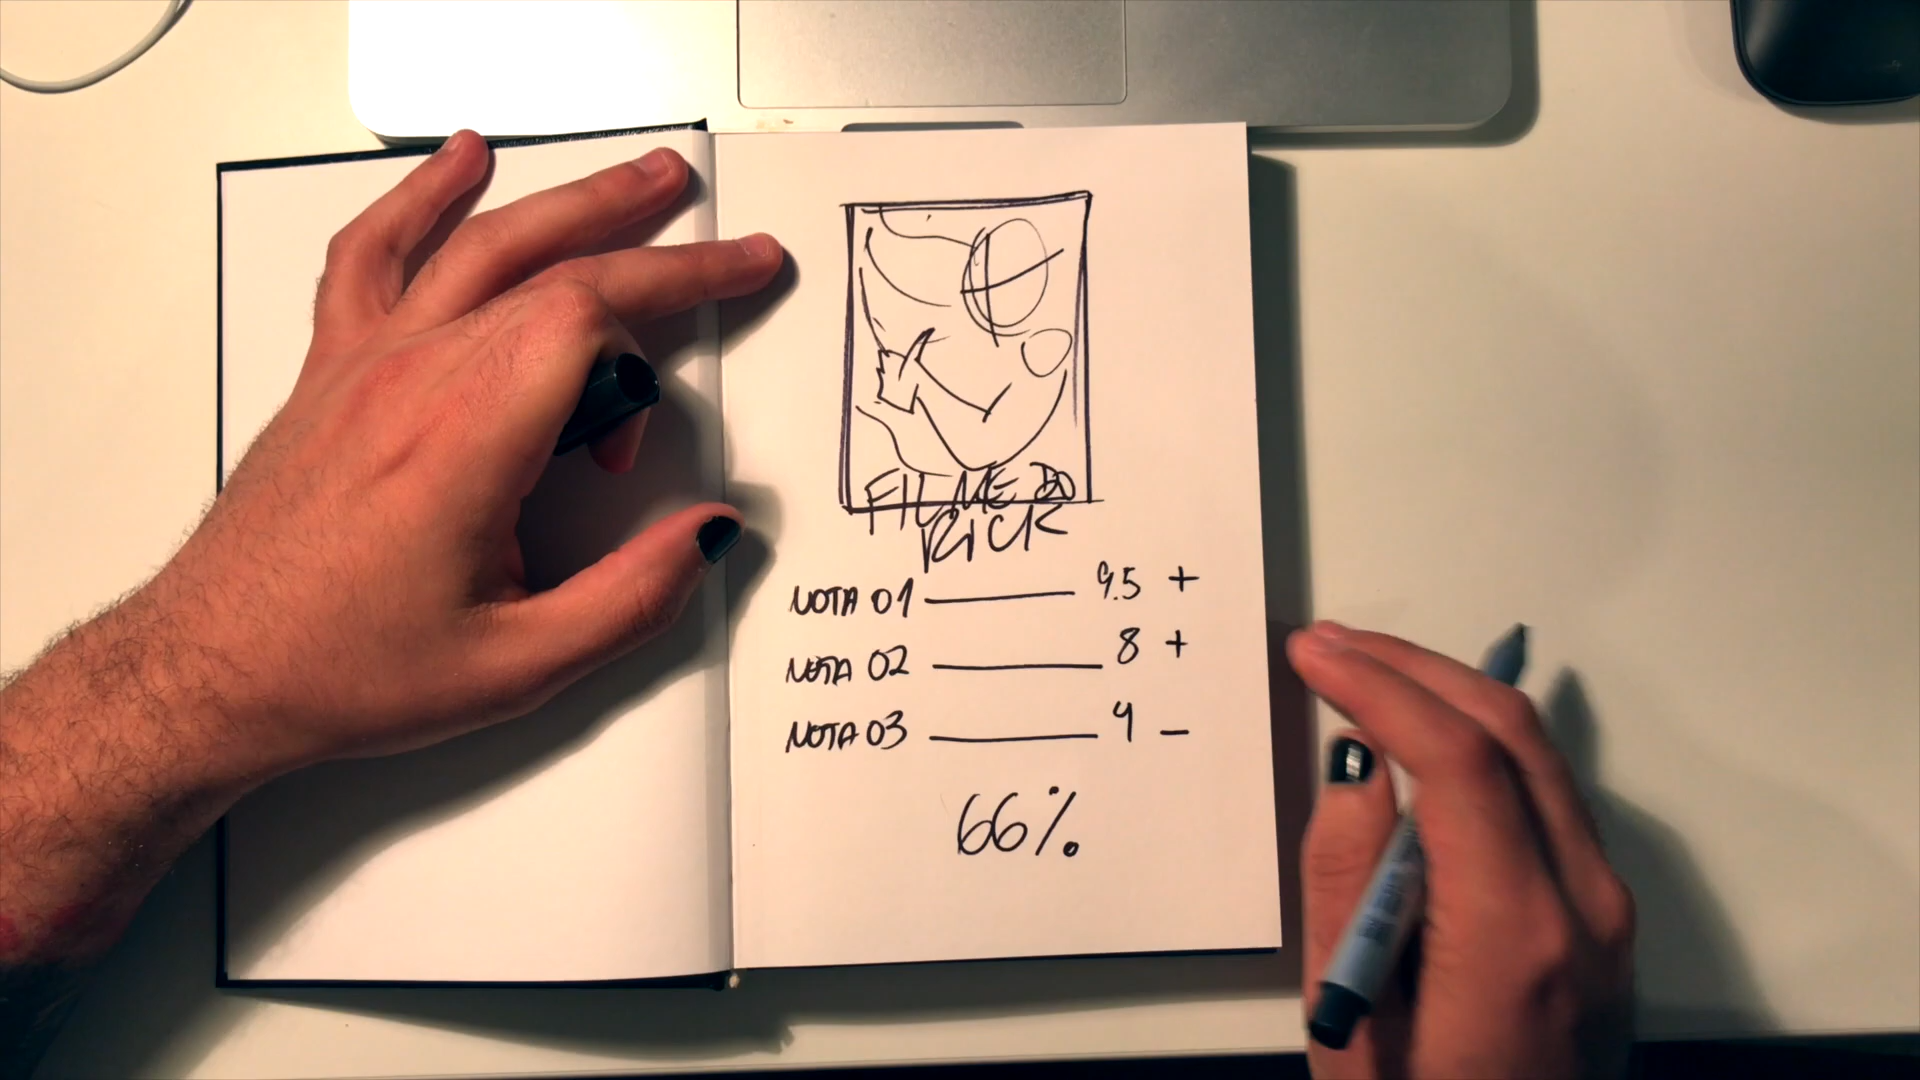 FILME DO
RICK
NOTA 01 9.5 +
NOTA 02 8 +
NOTA 03 4 –
66%